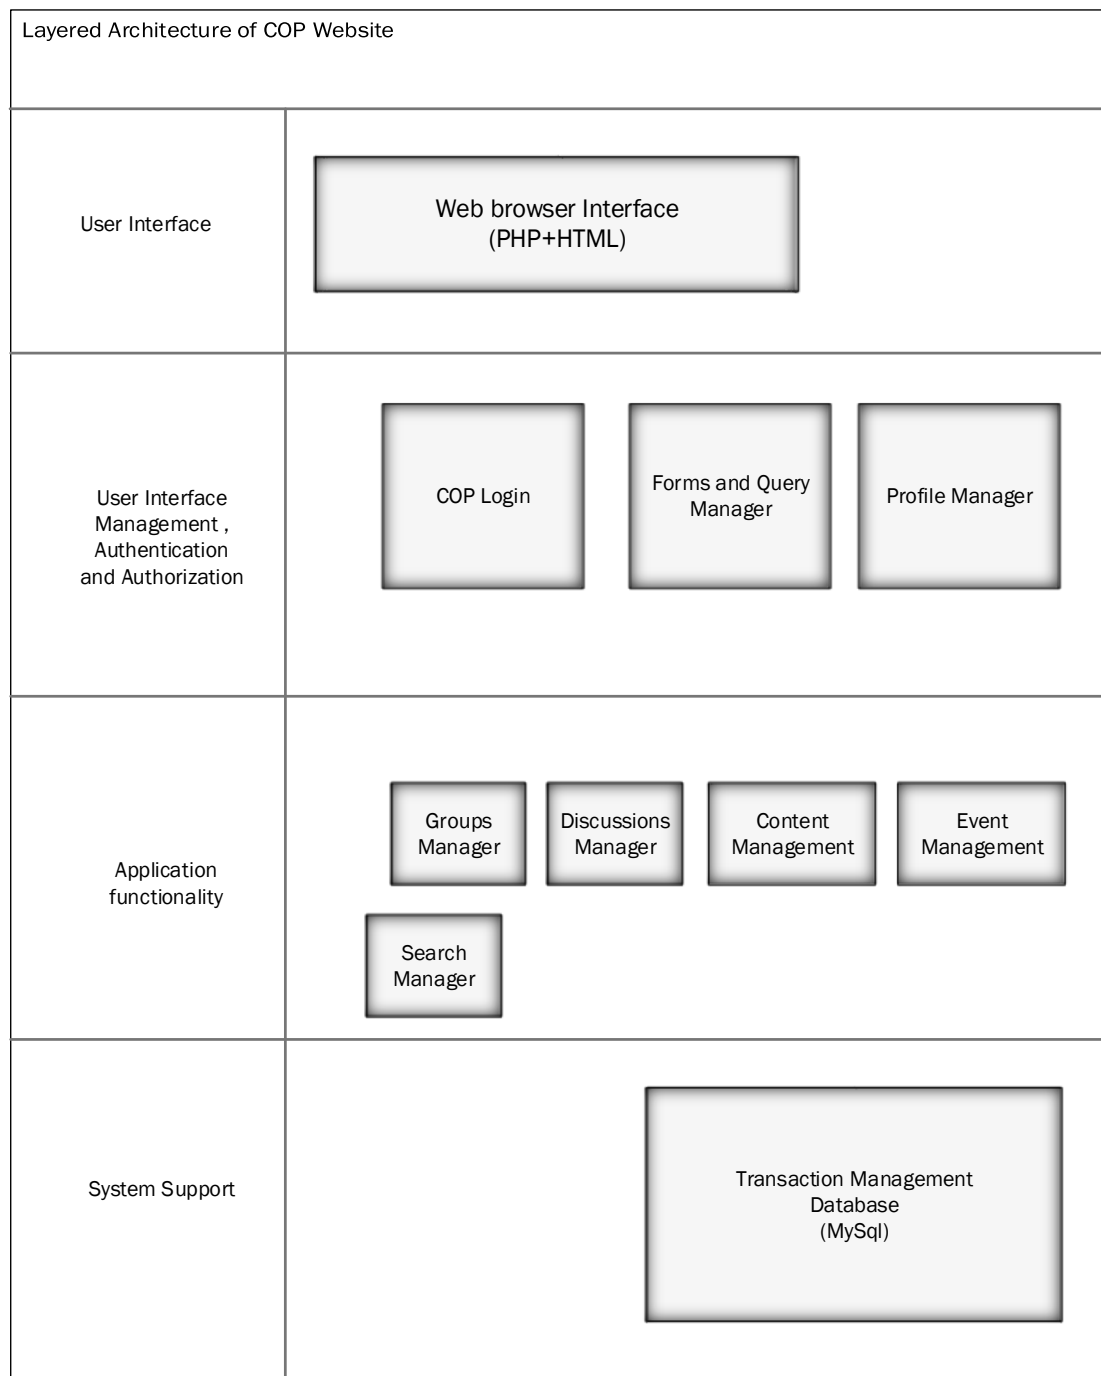 Layered Architecture of COP Website
User Interface
Web browser Interface
(PHP+HTML)
User Interface
Management ,
Authentication
and Authorization
COP Login
Forms and Query
Manager
Profile Manager
Application
functionality
Groups
Manager
Discussions
Manager
Content
Management
Event
Management
Search
Manager
System Support
Transaction Management
Database
(MySql)